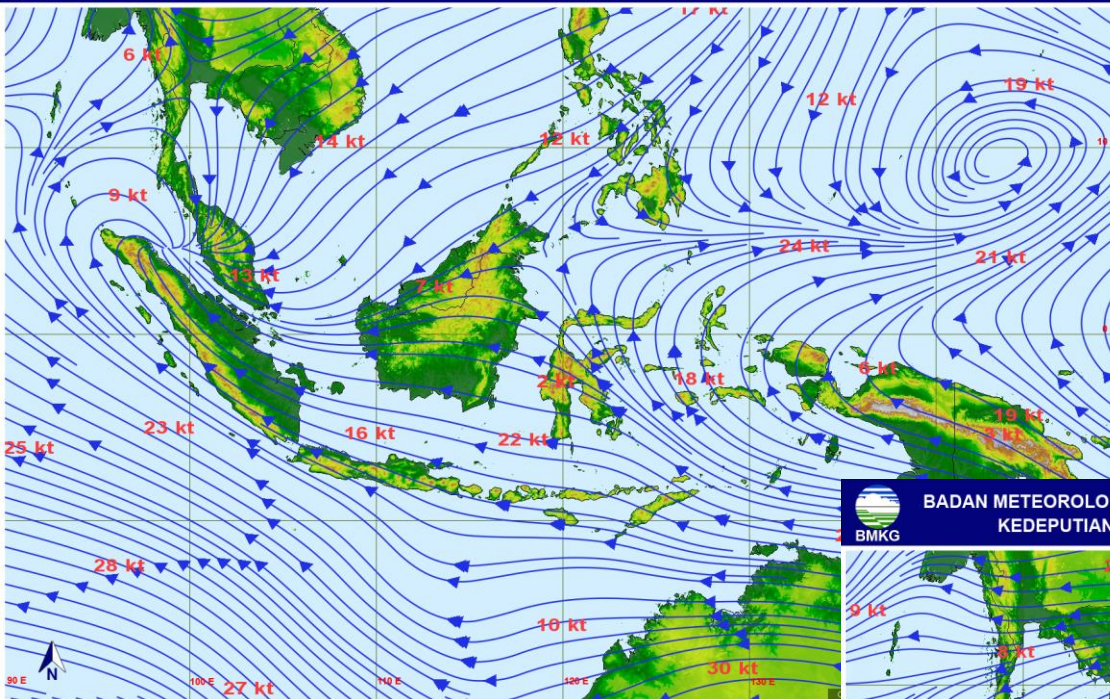 17 kt
6 kt
19 kt
12 kt
14 kt
12 kt
10
9 kt
24 kt
21 kt
13 kt
7 kt
0
6 kt
2 kt
18 kt
19 kt
23 kt
16 kt
22 kt
25 kt
BMKG
BADAN METEOROLO
KEDEPUTIAN
28 kt
9 kt
10 kt
8 kt
30 kt
N
90 E
100 E
110 E
120 E
130 E
27 kt